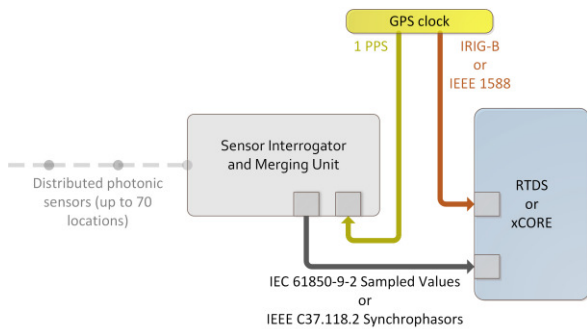 GPS clock
1 PPS
IRIG-B
or
IEEE 1588
Sensor Interrogator
and Merging Unit
Distributed photonic
sensors (up to 70
locations)
RTDS
or
xCORE
IEC 61850-9-2 Sampled Values
or
IEEE C37.118.2 Synchrophasors